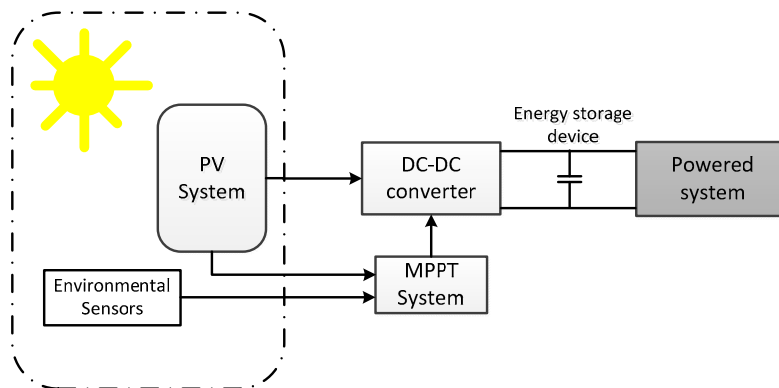 PV
System
DC-DC
converter
Energy storage
device
Powered
system
MPPT
System
Environmental
Sensors